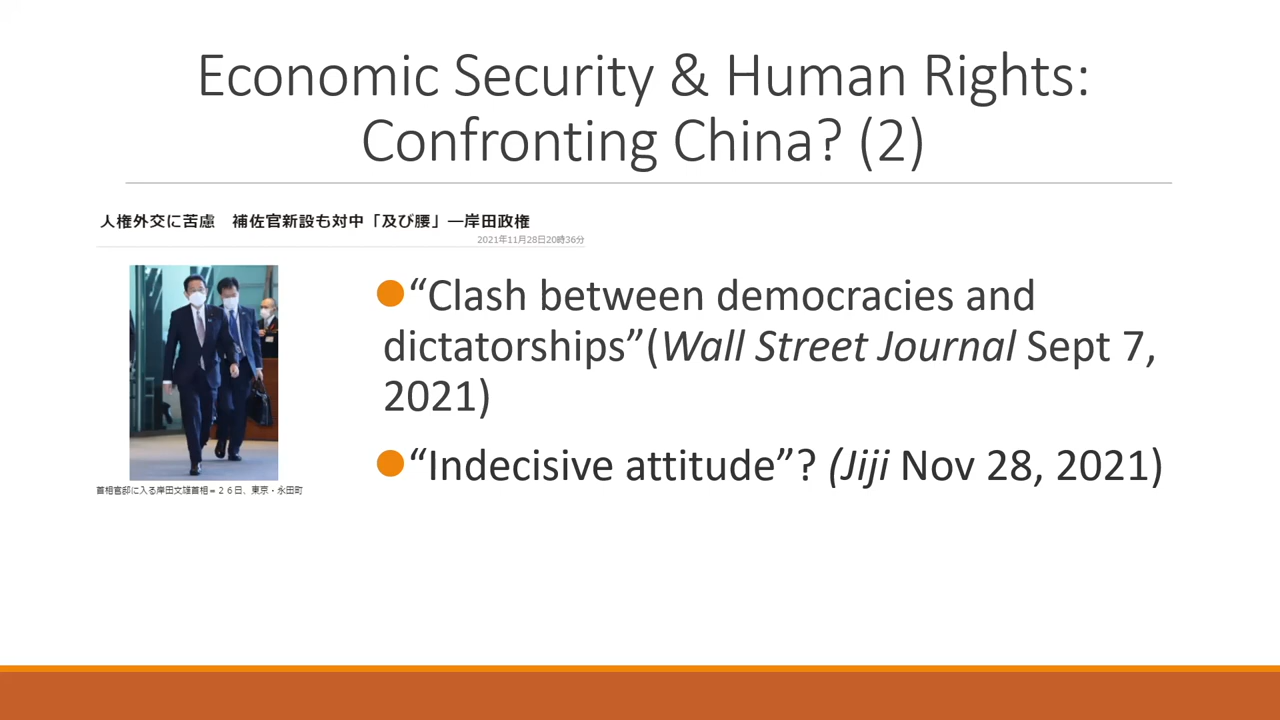 Economic Security & Human Rights:
Confronting China? (2)
人権外交に苦慮　補佐官新設も対中「及び腰」―岸田政権
2021年11月28日20時36分
“Clash between democracies and
dictatorships”(Wall Street Journal Sept 7,
2021)
“Indecisive attitude”? (Jiji Nov 28, 2021)
首相官邸に入る岸田文雄首相＝２６日、東京・永田町